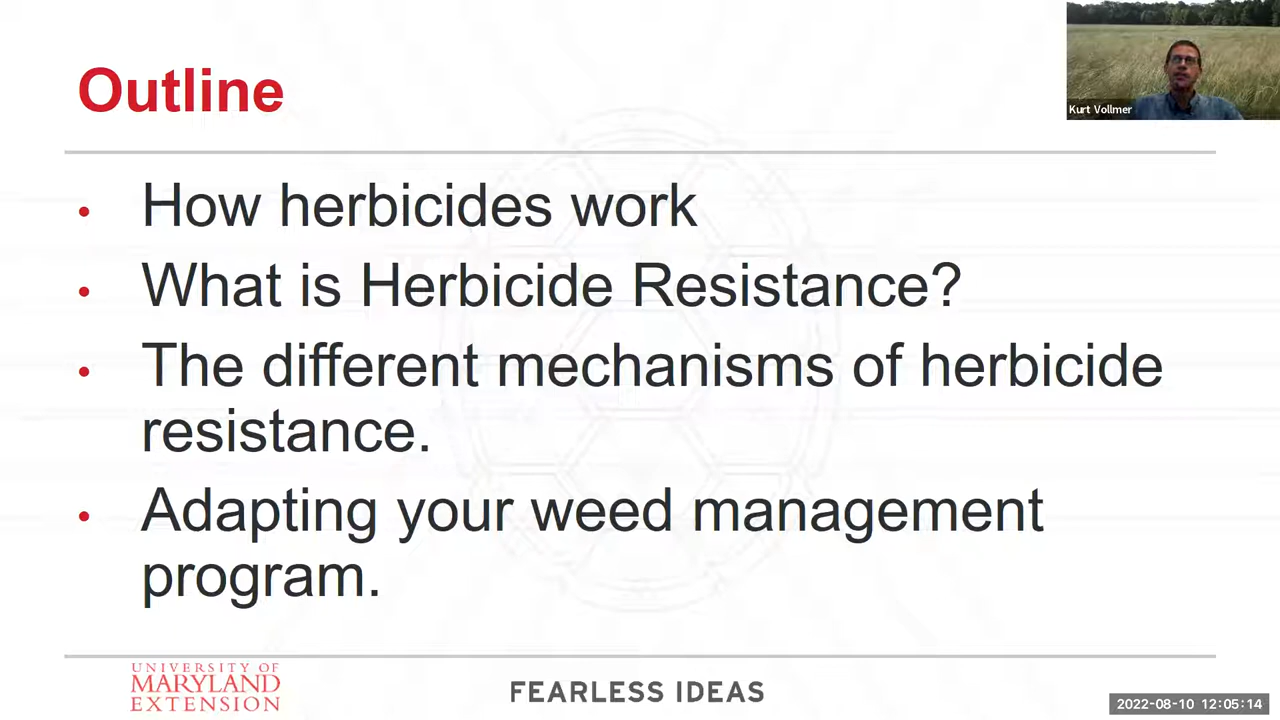 Outline
Kurt Vollmer
• How herbicides work
• What is Herbicide Resistance?
• The different mechanisms of herbicide
resistance.
• Adapting your weed management
program.
UNIVERSITY OF
MARYLAND
EXTENSION
FEARLESS IDEAS
2022-08-10 12:05:14